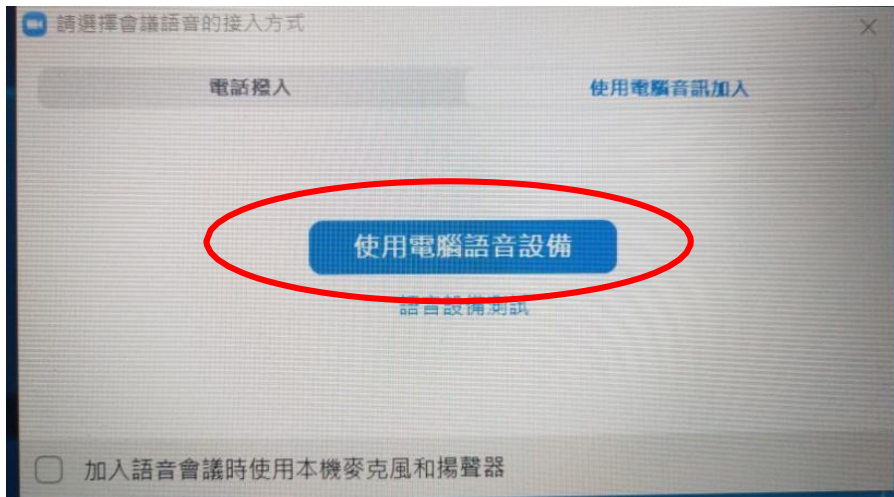 請選擇會議語音的接入方式
電話撥入
使用電腦音訊加入
使用電腦語音設備
語音設備測試
加入語音會議時使用本機麥克風和揚聲器